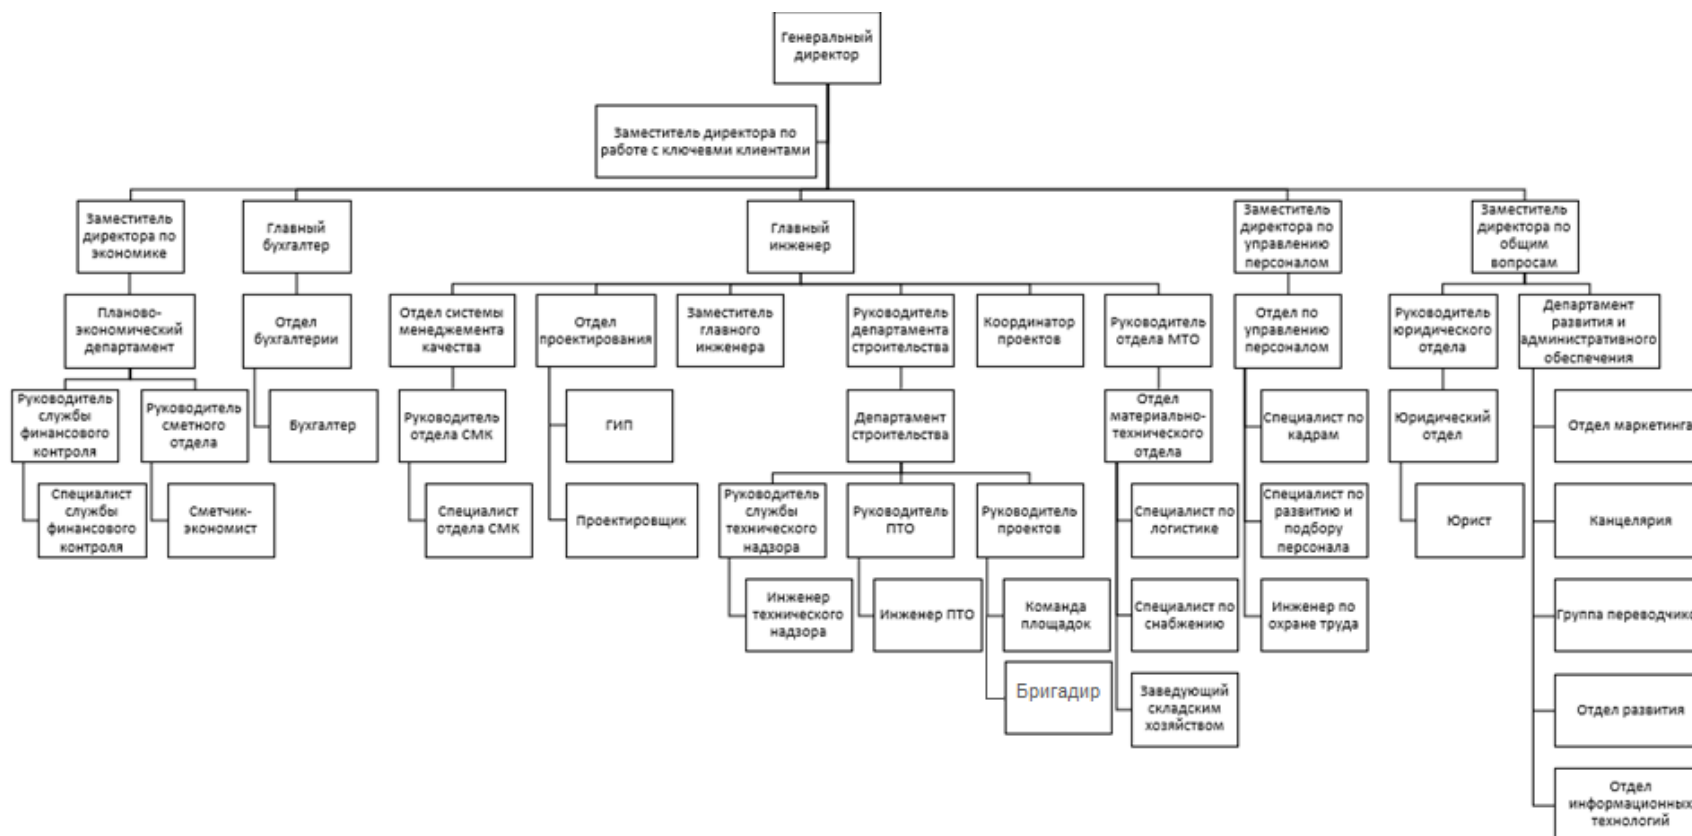 Генеральный
директор
Заместитель директора по
работе с ключевми клиентами
Заместитель
директора по
экономике
Главный
бухгалтер
Главный
инженер
Заместитель
директора по
управлению
персоналом
Заместитель
директора по
общим
вопросам
Планово-
экономический
департамент
Отдел
бухгалтерии
Отдел системы
менеджемента
качества
Отдел
проектирования
Заместитель
главного
инженера
Руководитель
департамента
строительства
Координатор
проектов
Руководитель
отдела МТО
Отдел по
управлению
персоналом
Руководитель
юридического
отдела
Департамент
развития и
административного
обеспечения
Руководитель
службы
финансового
контроля
Руководитель
сметного
отдела
Бухгалтер
Руководитель
отдела СМК
ГИП
Департамент
строительства
Отдел
материально-
технического
отдела
Специалист по
кадрам
Юридический
отдел
Отдел маркетинга
Специалист
службы
финансового
контроля
Сметчик-
экономист
Специалист
отдела СМК
Проектировщик
Руководитель
службы
технического
надзора
Руководитель
ПТО
Руководитель
проектов
Специалист по
логистике
Специалист по
развитию и
подбору
персонала
Юрист
Канцелярия
Инженер
технического
надзора
Инженер ПТО
Команда
площадок
Специалист по
снабжению
Инженер по
охране труда
Группа переводчико
Бригадир
Заведующий
складским
хозяйством
Отдел развития
Отдел
информационных
технологий